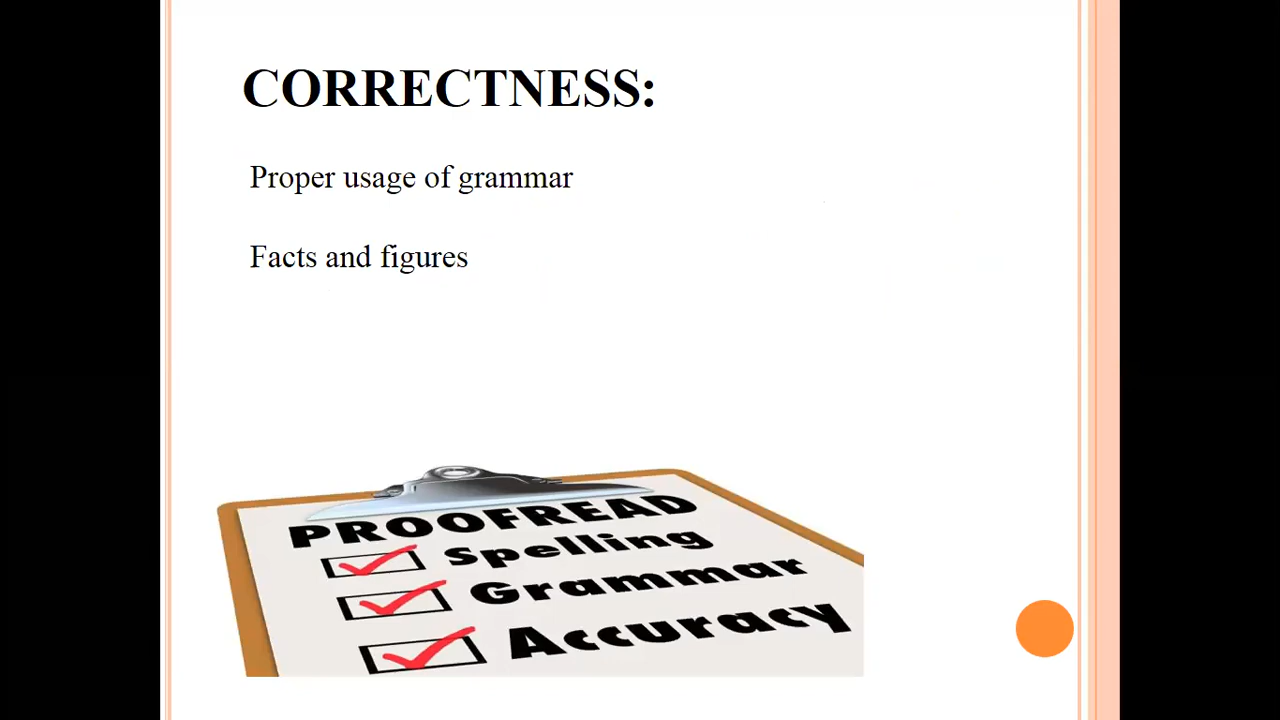 CORRECTNESS:
Proper usage of grammar
Facts and figures
PROOFREAD
Spelling
Grammar
Accuracy